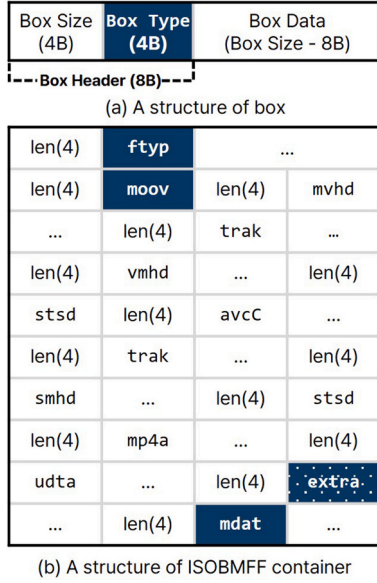 Box Size Box Type Box Data
(4B) (4B) (Box Size - 8B)
Box Header (8B)
(a) A structure of box
len(4) ftyp ...
len(4) moov len(4) mvhd
... len(4) trak ...
len(4) vmhd ... len(4)
stsd len(4) avcC ...
len(4) trak ... len(4)
smhd ... len(4) stsd
len(4) mp4a ... len(4)
udta ... len(4) extra
... len(4) mdat ...
(b) A structure of ISOBMFF container